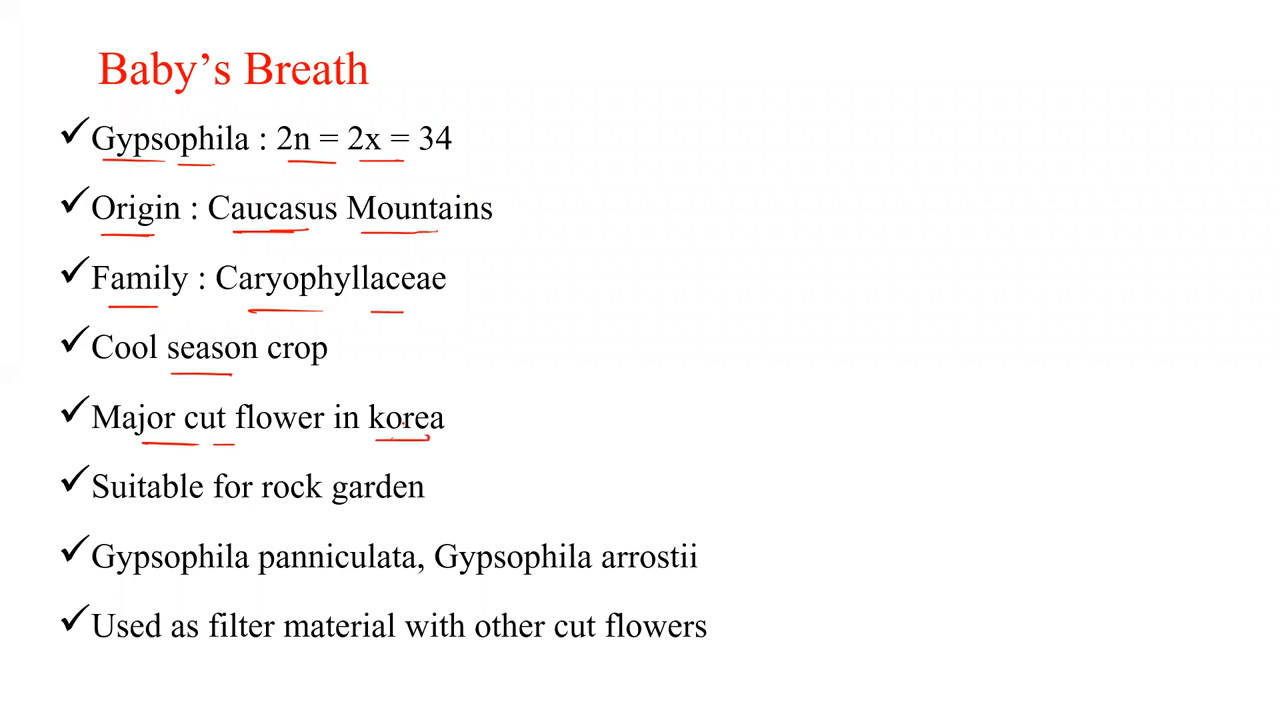 Baby’s Breath
✓Gypsophila : 2n = 2x = 34
✓Origin : Caucasus Mountains
✓Family : Caryophyllaceae
✓Cool season crop
✓Major cut flower in korea
✓Suitable for rock garden
✓Gypsophila panniculata, Gypsophila arrostii
✓Used as filter material with other cut flowers